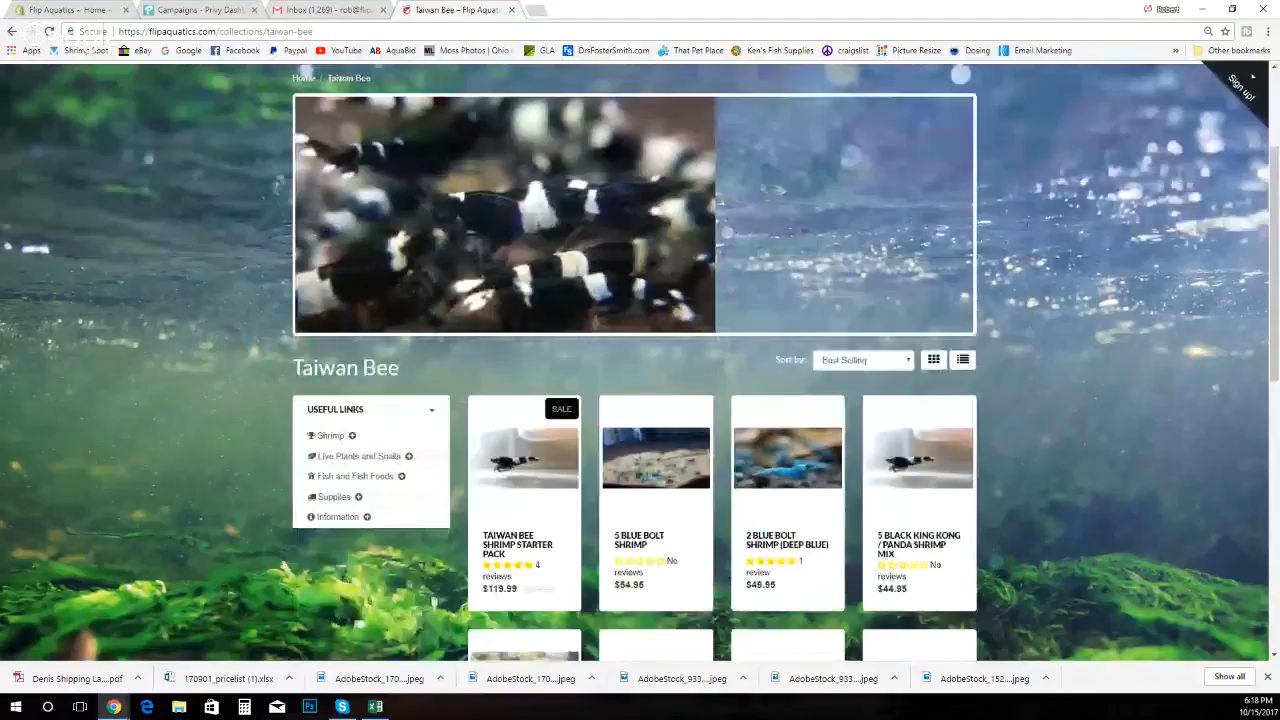 Flip Aquatics ~ Home ~
Campaigns - Privy Dashl
Inbox (1,269) - rob@flip
Taiwan Bee – Flip Aquat
Robert
Secure
https://flipaquatics.com/collections/taiwan-bee
Apps
Shrimp Spot
eBay
Google
Facebook
Paypal
YouTube
AquaBid
Moss Photos | Ohio
GLA
DrsFosterSmith.com
That Pet Place
Ken's Fish Supplies
craigslist
Picture Resize
Dosing
Email Marketing
»
Other bookmarks
Home / Taiwan Bee
Sign up!
Taiwan Bee
Sort by:
Best Selling
USEFUL LINKS
Shrimp
Live Plants and Snails
Fish and Fish Foods
Supplies
Information
SALE
TAIWAN BEE
SHRIMP STARTER
PACK
4
reviews
$119.99
5 BLUE BOLT
SHRIMP
No
reviews
$54.95
2 BLUE BOLT
SHRIMP (DEEP BLUE)
1
review
$49.95
5 BLACK KING KONG
/ PANDA SHRIMP
MIX
No
reviews
$44.95
Denis Shipping La....pdf
170901_pricelist (1).xlsx
AdobeStock_170....jpeg
AdobeStock_170....jpeg
AdobeStock_933....jpeg
AdobeStock_933....jpeg
AdobeStock_152....jpeg
Show all
6:18 PM
10/15/2017